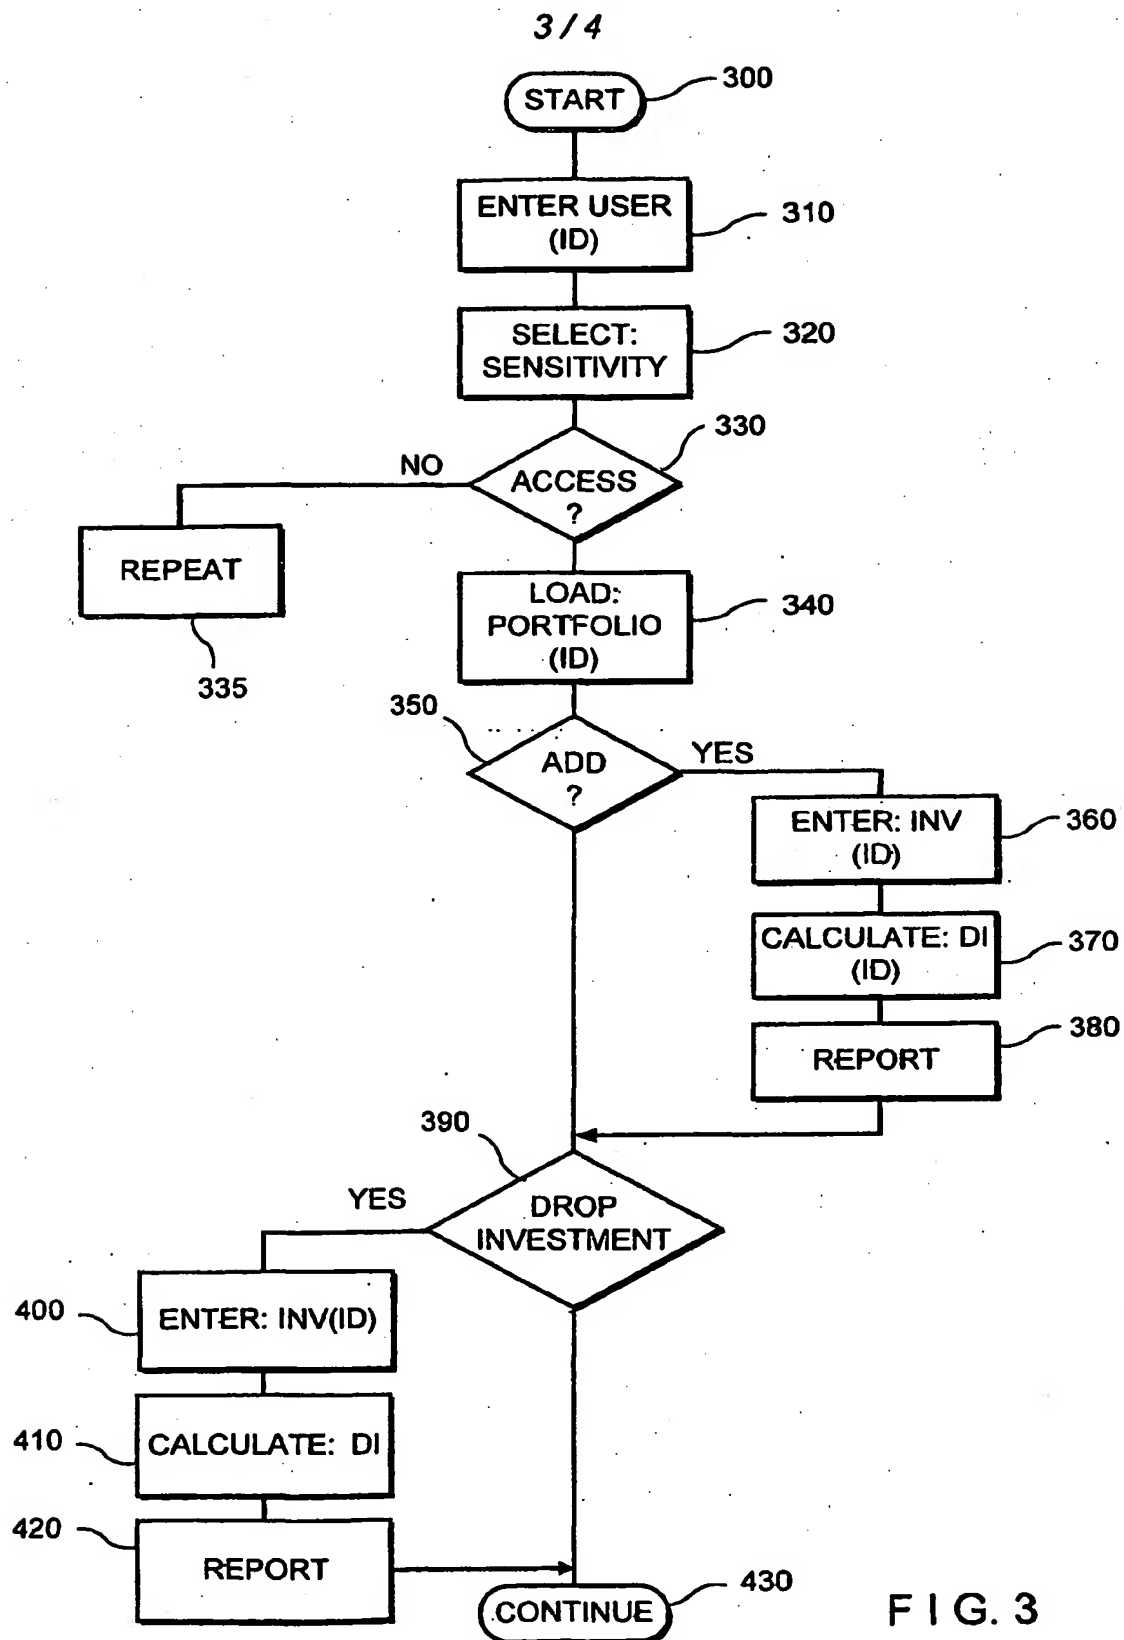 3/4
START
300
ENTER USER
(ID)
310
SELECT:
SENSITIVITY
320
330
NO
ACCESS
?
REPEAT
335
LOAD:
PORTFOLIO
(ID)
340
350
ADD
?
YES
ENTER: INV
(ID)
360
CALCULATE: DI
(ID)
370
REPORT
380
390
YES
DROP
INVESTMENT
400
ENTER: INV(ID)
410
CALCULATE: DI
420
REPORT
CONTINUE
430
FIG. 3